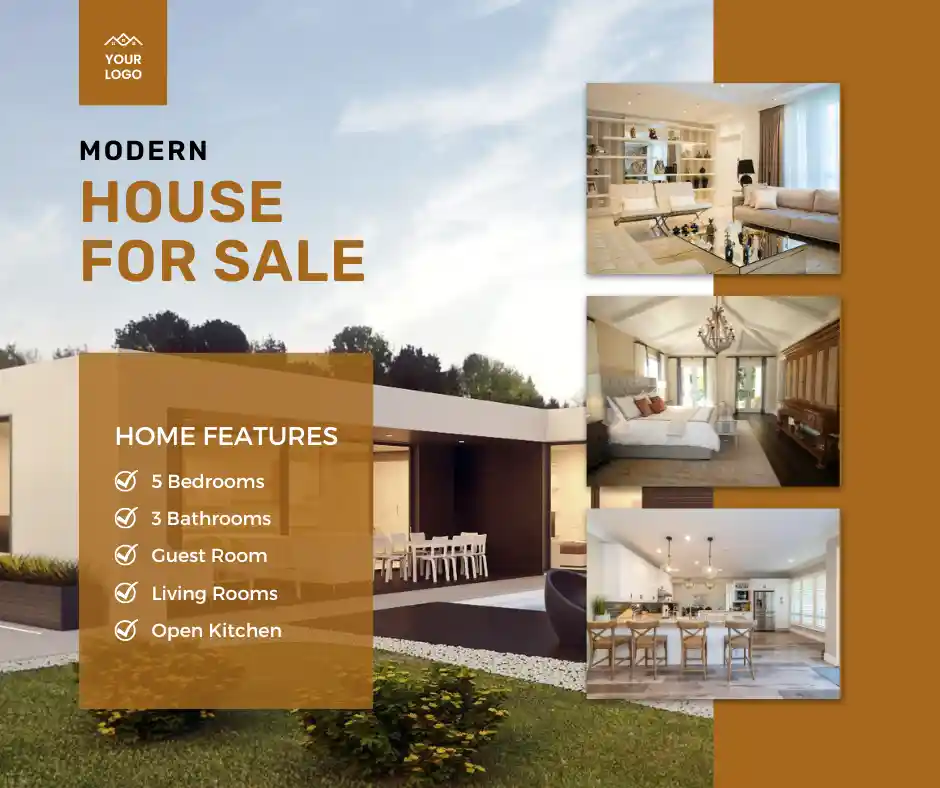 YOUR
LOGO
MODERN
HOUSE
FOR SALE
HOME FEATURES
5 Bedrooms
3 Bathrooms
Guest Room
Living Rooms
Open Kitchen